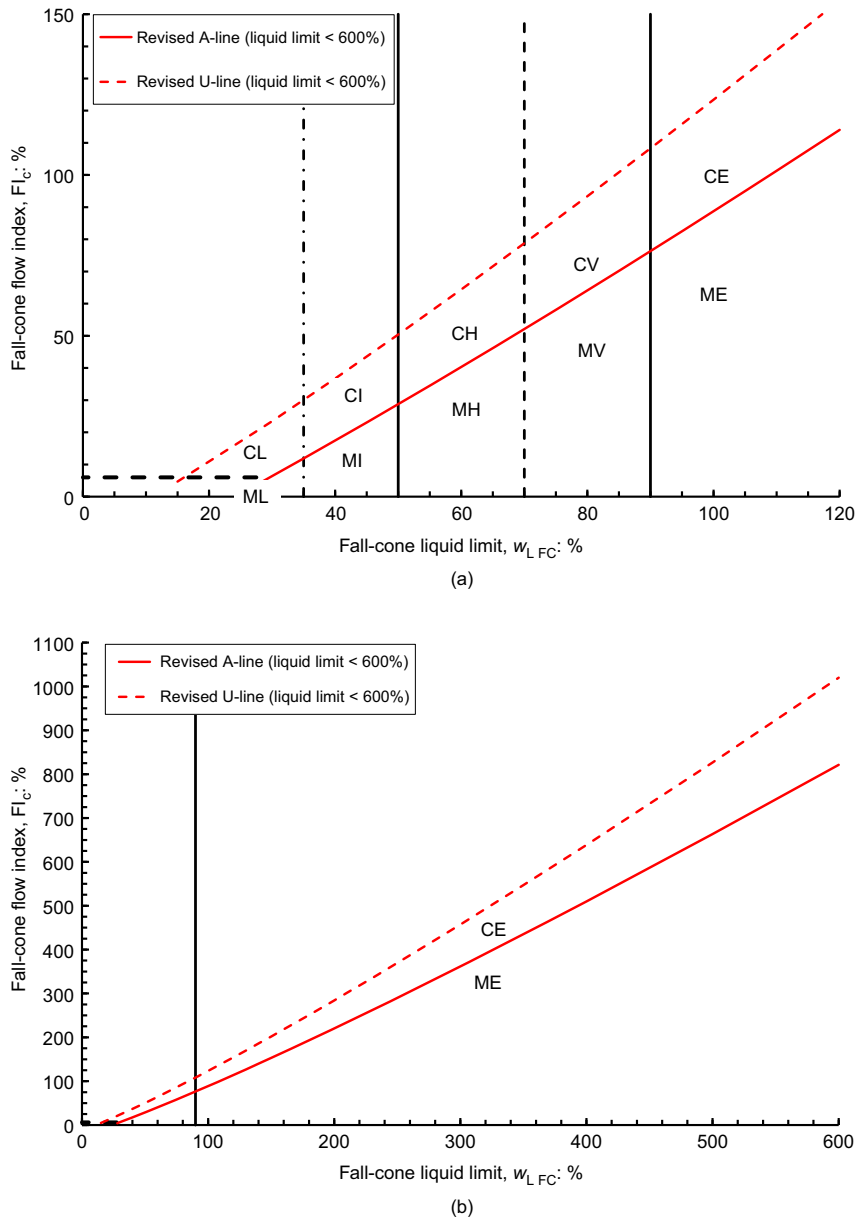 150
Revised A-line (liquid limit < 600%)
Revised U-line (liquid limit < 600%)
Fall-cone flow index, FIc: %
100
CE
CV
ME
50
CH
MV
CI
MH
CL
MI
0
ML
0 20 40 60 80 100 120
Fall-cone liquid limit, wL FC: %
(a)
1100
Revised A-line (liquid limit < 600%)
1000
Revised U-line (liquid limit < 600%)
900
800
700
Fall-cone flow index, FIc: %
600
500
CE
400
ME
300
200
100
0
0 100 200 300 400 500 600
Fall-cone liquid limit, wL FC: %
(b)